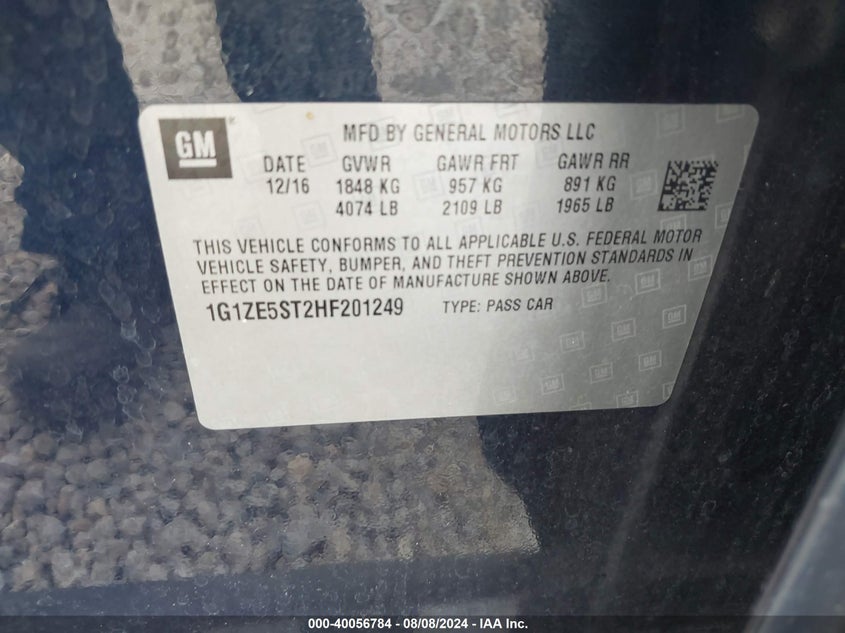 GM
MFD BY GENERAL MOTORS LLC
DATE GVWR GAWR FRT GAWR RR
12/16 1848 KG 957 KG 891 KG
4074 LB 2109 LB 1965 LB
THIS VEHICLE CONFORMS TO ALL APPLICABLE U.S. FEDERAL MOTOR
VEHICLE SAFETY, BUMPER, AND THEFT PREVENTION STANDARDS IN
EFFECT ON THE DATE OF MANUFACTURE SHOWN ABOVE.
1G1ZE5ST2HF201249 TYPE: PASS CAR
000-40056784 - 08/08/2024 - IAA Inc.